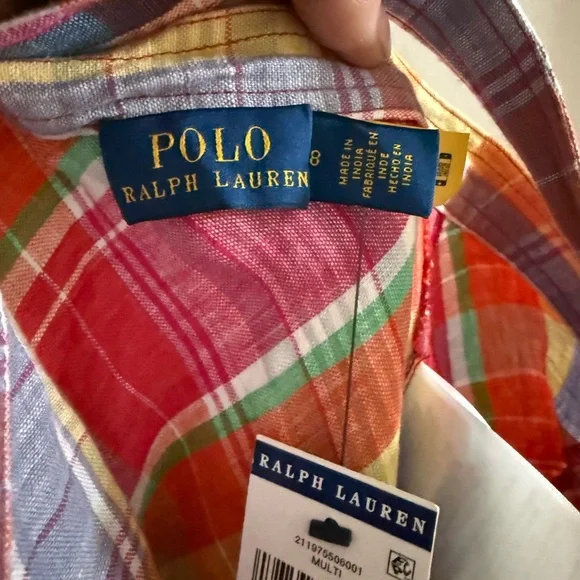 POLO
RALPH LAUREN
8
MADE IN
INDIA
FABRIQUÉ EN
INDE
HECHO EN
INDIA
RALPH LAUREN
211975506001
MULTI